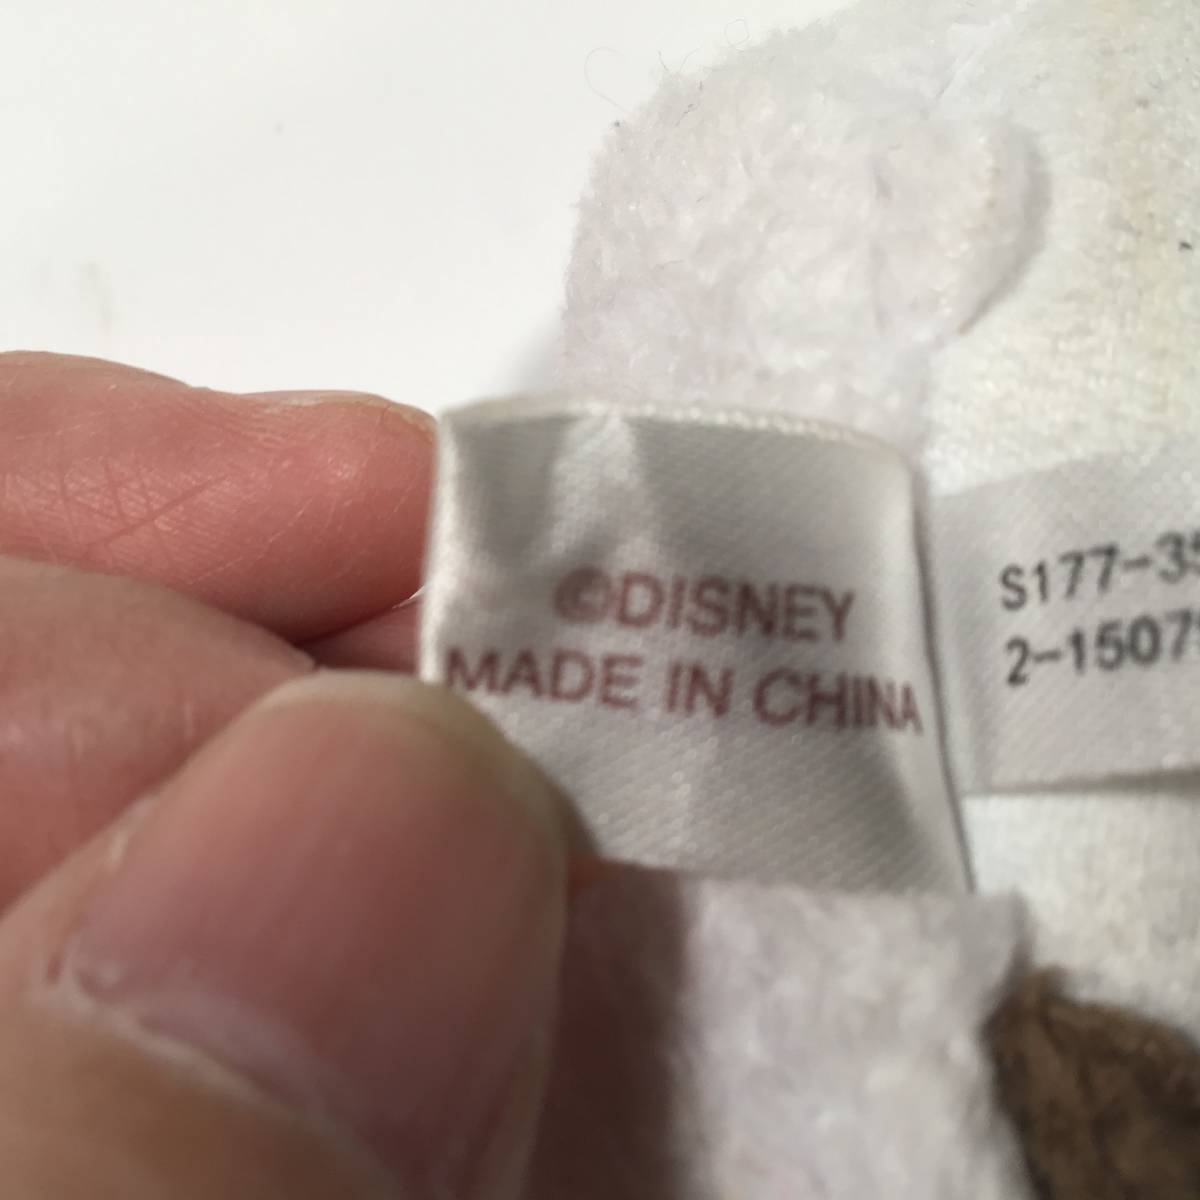 ©DISNEY
MADE IN CHINA
S177-35
2-1507